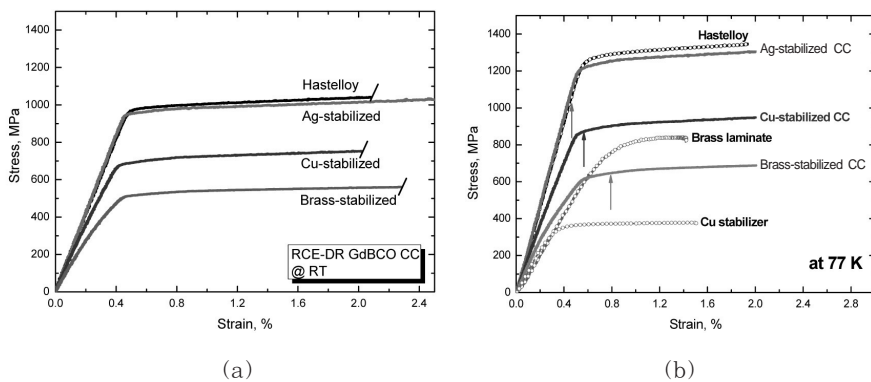 1400
1200
1000
800
600
400
200
0
Stress, MPa
0.0 0.4 0.8 1.2 1.6 2.0 2.4
Strain, %
Hastelloy
Ag-stabilized
Cu-stabilized
Brass-stabilized
RCE-DR GdBCO CC
@ RT
(a)
1400
1200
1000
800
600
400
200
0
Stress, MPa
0.0 0.4 0.8 1.2 1.6 2.0 2.4 2.8
Strain, %
Hastelloy
Ag-stabilized CC
Cu-stabilized CC
Brass laminate
Brass-stabilized CC
Cu stabilizer
at 77 K
(b)